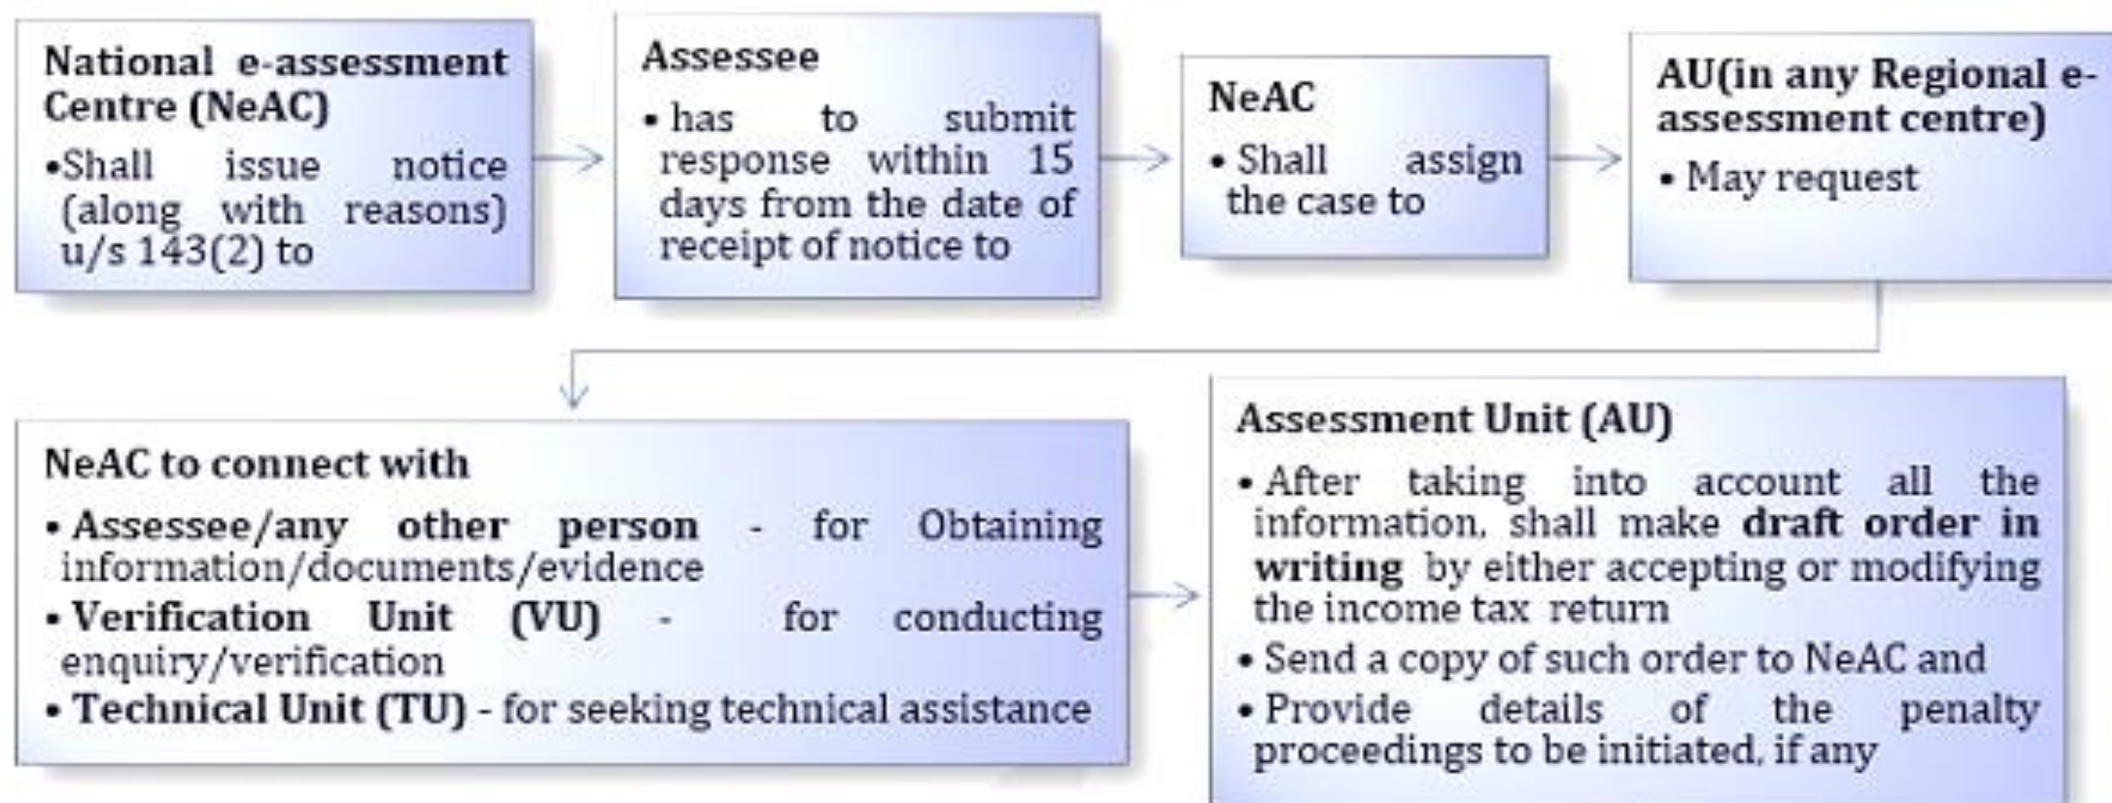 National e-assessment
Centre (NeAC)
•Shall issue notice
(along with reasons)
u/s 143(2) to
Assessee
• has to submit
response within 15
days from the date of
receipt of notice to
NeAC
• Shall assign
the case to
AU(in any Regional e-
assessment centre)
• May request
NeAC to connect with
• Assessee/any other person - for Obtaining
information/documents/evidence
• Verification Unit (VU) - for conducting
enquiry/verification
• Technical Unit (TU) - for seeking technical assistance
Assessment Unit (AU)
• After taking into account all the
information, shall make draft order in
writing by either accepting or modifying
the income tax return
• Send a copy of such order to NeAC and
• Provide details of the penalty
proceedings to be initiated, if any